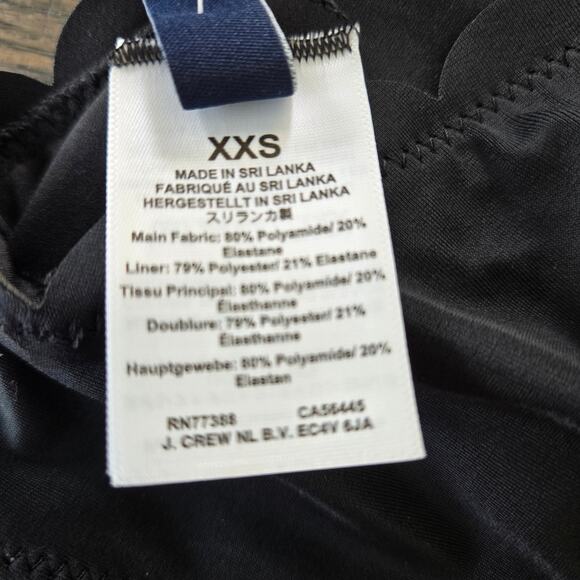 XXS
MADE IN SRI LANKA
FABRIQUÉ AU SRI LANKA
HERGESTELLT IN SRI LANKA
スリランカ製
Main Fabric: 80% Polyamide/ 20%
Elastane
Liner: 79% Polyester/ 21% Elastane
Tissu Principal: 80% Polyamide/ 20%
Élasthanne
Doublure: 79% Polyester/ 21%
Élasthanne
Hauptgewebe: 80% Polyamide/ 20%
Elastan
RN77388 CA56445
J. CREW NL B.V. EC4V 6JA